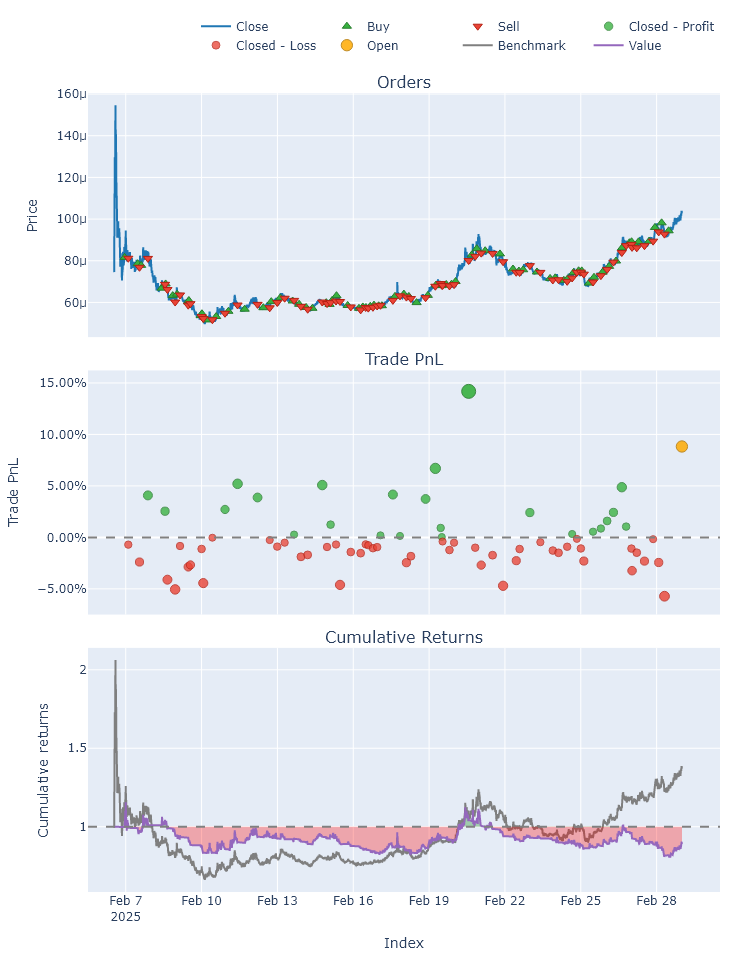 Close Buy Sell Closed - Profit
Closed - Loss Open Benchmark Value
Orders
160μ
140μ
120μ
100μ
80μ
60μ
Price
Trade PnL
15.00%
10.00%
5.00%
0.00%
−5.00%
Trade PnL
Cumulative Returns
2
1.5
1
Cumulative returns
Feb 7 Feb 10 Feb 13 Feb 16 Feb 19 Feb 22 Feb 25 Feb 28
2025
Index